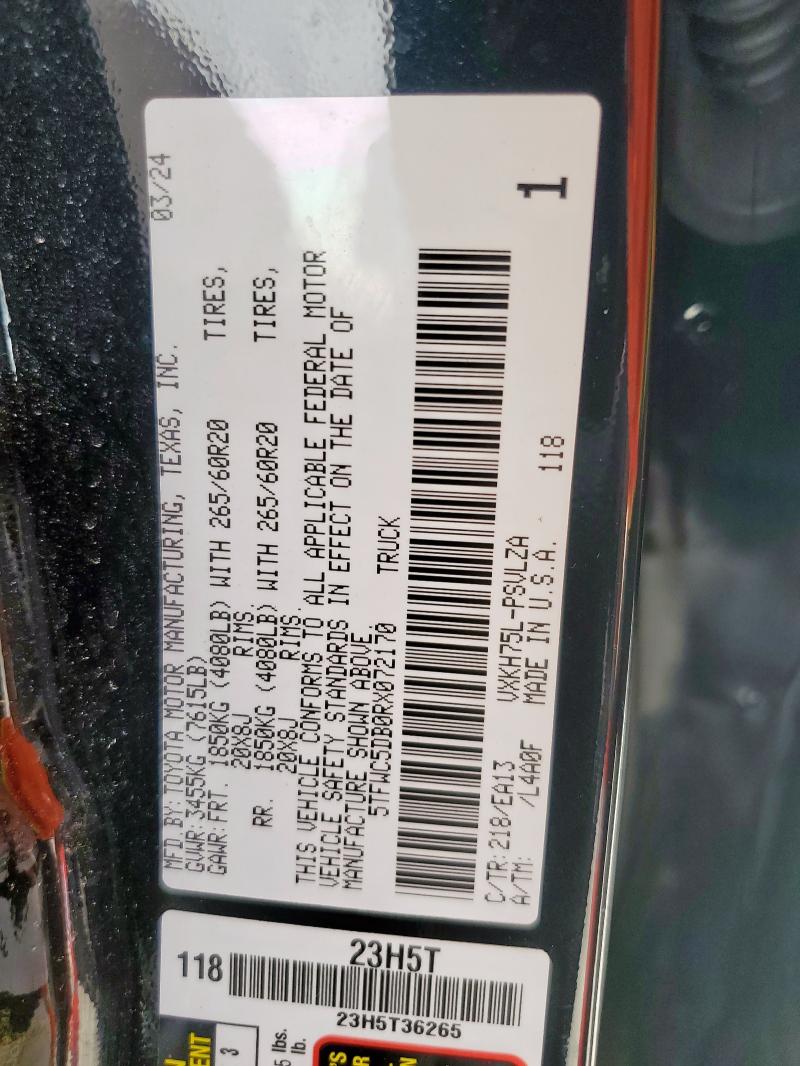 MFD BY: TOYOTA MOTOR MANUFACTURING, TEXAS, INC. 03/24
GVWR: 3455KG (7615LB)
GAWR: FRT. 1850KG (4080LB) WITH 265/60R20 TIRES,
20X8J RIMS
RR. 1850KG (4080LB) WITH 265/60R20 TIRES,
20X8J RIMS.
THIS VEHICLE CONFORMS TO ALL APPLICABLE FEDERAL MOTOR
VEHICLE SAFETY STANDARDS IN EFFECT ON THE DATE OF
MANUFACTURE SHOWN ABOVE
5TFWC5DB0RX072170 TRUCK
1
C/TR: 218/EA13 VXKH75L-PSVLZA
A/TM: /L4A0F MADE IN U.S.A. 118
118 23H5T
23H5T36265
3
lbs.
lb.